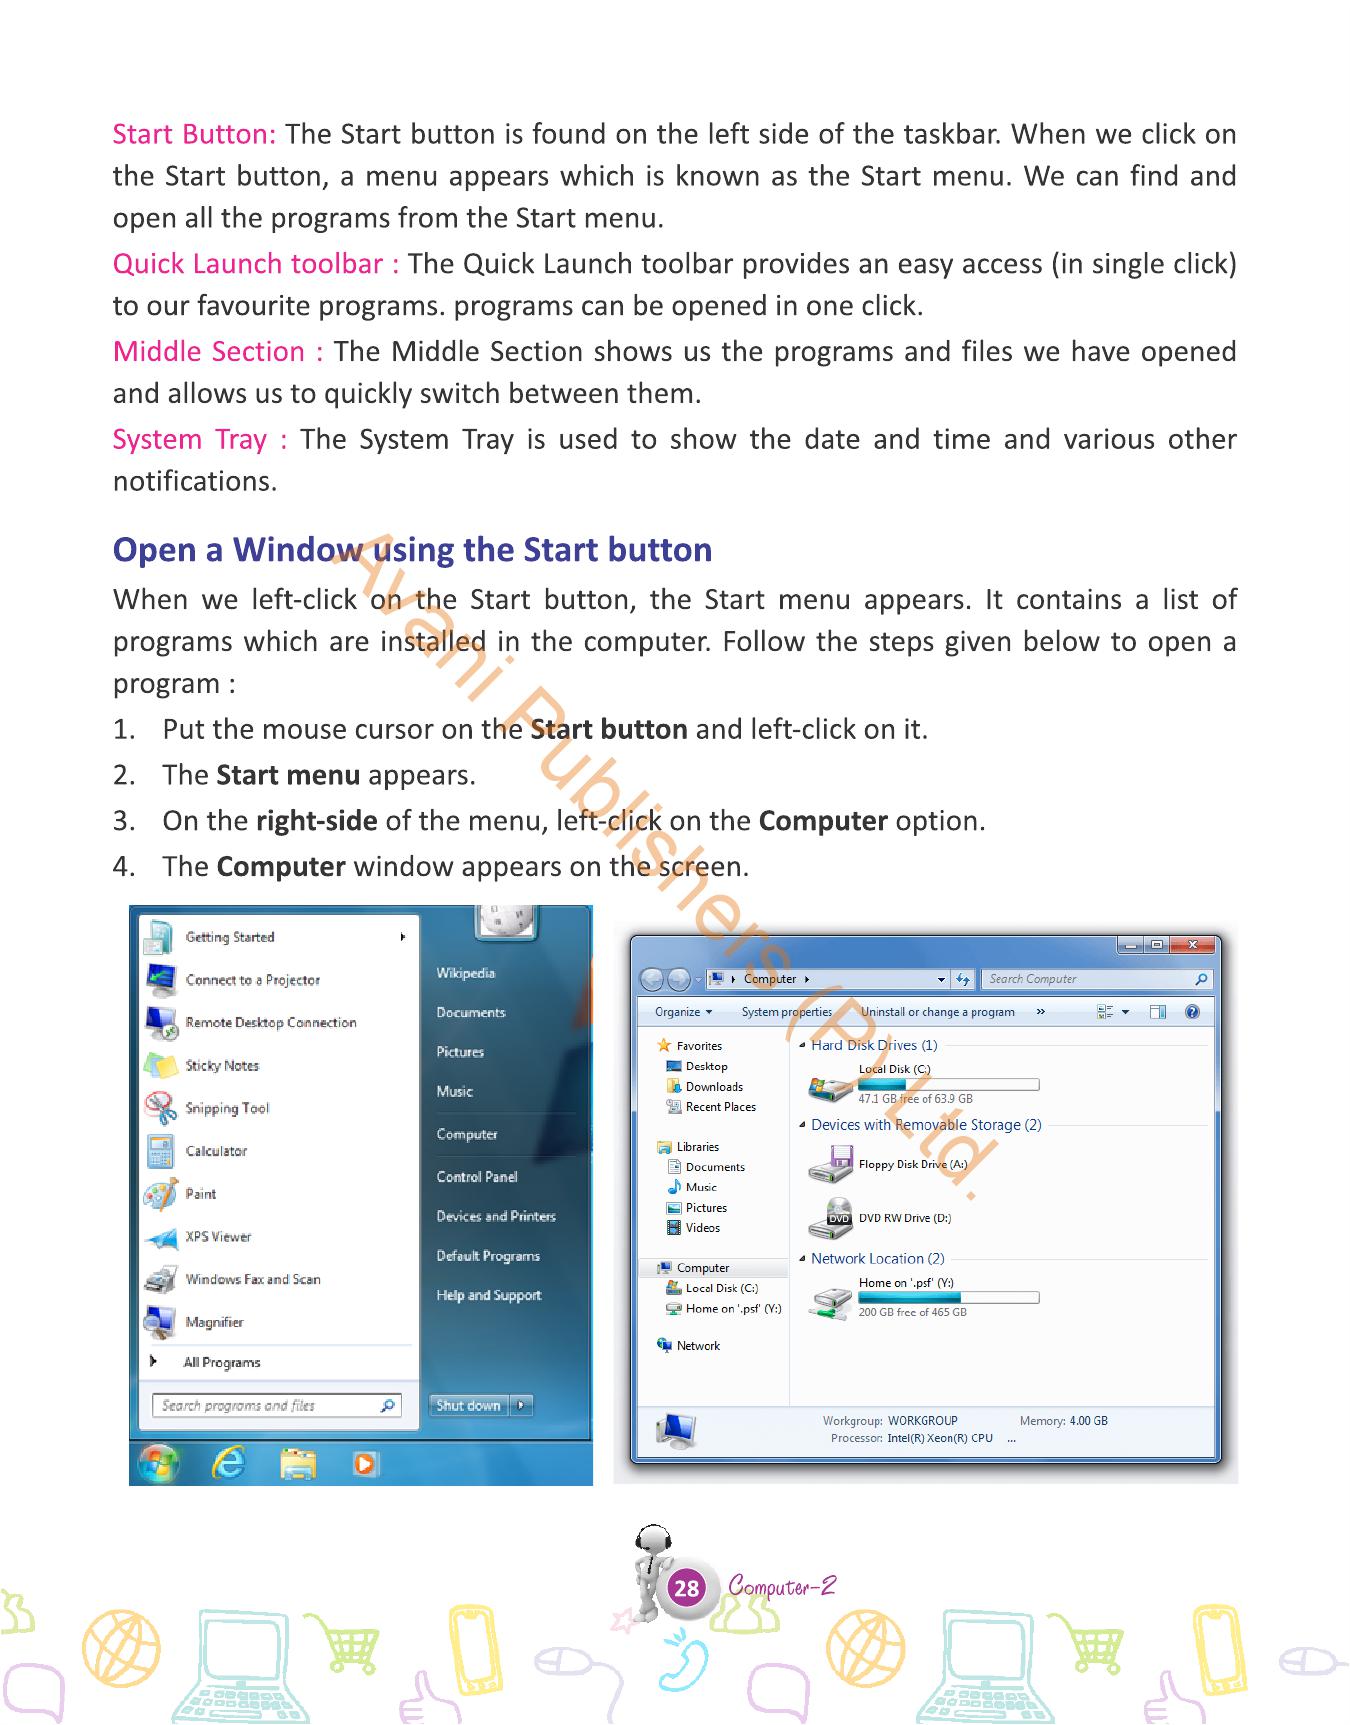 Start Button: The Start button is found on the left side of the taskbar. When we click on
the Start button, a menu appears which is known as the Start menu. We can find and
open all the programs from the Start menu.
Quick Launch toolbar : The Quick Launch toolbar provides an easy access (in single click)
to our favourite programs. programs can be opened in one click.
Middle Section : The Middle Section shows us the programs and files we have opened
and allows us to quickly switch between them.
System Tray : The System Tray is used to show the date and time and various other
notifications.
Open a Window using the Start button
When we left-click on the Start button, the Start menu appears. It contains a list of
programs which are installed in the computer. Follow the steps given below to open a
program :
1. Put the mouse cursor on the Start button and left-click on it.
2. The Start menu appears.
3. On the right-side of the menu, left-click on the Computer option.
4. The Computer window appears on the screen.
Avani Publishers (P) Ltd.
Getting Started
Connect to a Projector
Remote Desktop Connection
Sticky Notes
Snipping Tool
Calculator
Paint
XPS Viewer
Windows Fax and Scan
Magnifier
All Programs
Search programs and files
Wikipedia
Documents
Pictures
Music
Computer
Control Panel
Devices and Printers
Default Programs
Help and Support
Shut down
Computer
Search Computer
Organize
System properties
Uninstall or change a program
»
Favorites
Desktop
Downloads
Recent Places
Libraries
Documents
Music
Pictures
Videos
Computer
Local Disk (C:)
Home on '.psf' (Y:)
Network
Hard Disk Drives (1)
Local Disk (C:)
47.1 GB free of 63.9 GB
Devices with Removable Storage (2)
Floppy Disk Drive (A:)
DVD
DVD RW Drive (D:)
Network Location (2)
Home on '.psf' (Y:)
200 GB free of 465 GB
Workgroup: WORKGROUP Memory: 4.00 GB
Processor: Intel(R) Xeon(R) CPU ...
28 Computer-2